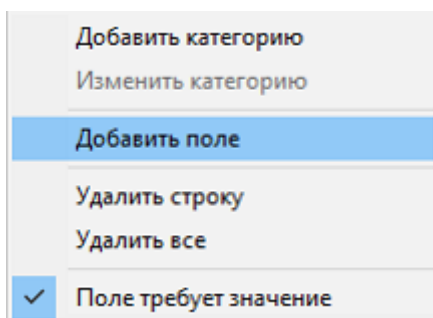 Добавить категорию
Изменить категорию
Добавить поле
Удалить строку
Удалить все
Поле требует значение